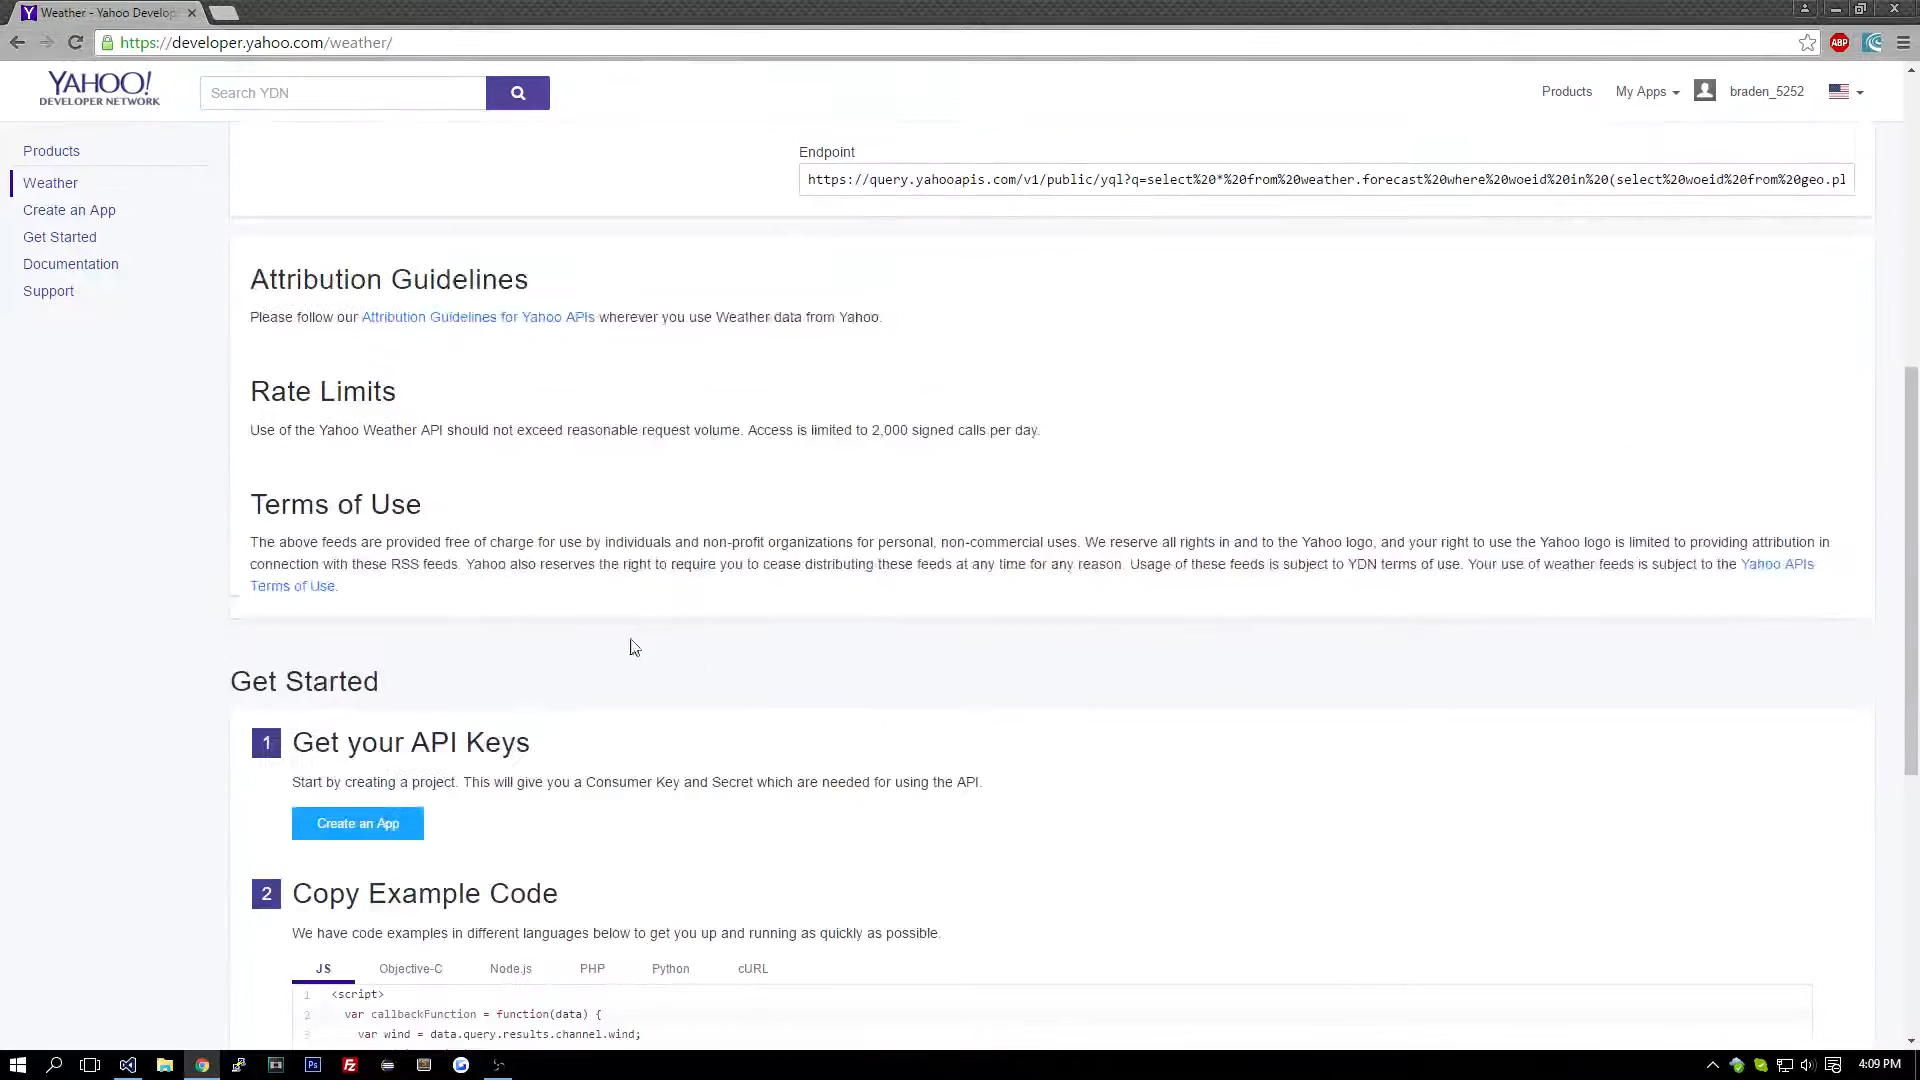 Weather - Yahoo Develop
https://developer.yahoo.com/weather/
ABP
YAHOO!
DEVELOPER NETWORK
Search YDN
Products
My Apps
braden_5252
Products
Weather
Create an App
Get Started
Documentation
Support
Endpoint
https://query.yahooapis.com/v1/public/yql?q=select%20*%20from%20weather.forecast%20where%20woeid%20in%20(select%20woeid%20from%20geo.pl
Attribution Guidelines
Please follow our Attribution Guidelines for Yahoo APIs wherever you use Weather data from Yahoo.
Rate Limits
Use of the Yahoo Weather API should not exceed reasonable request volume. Access is limited to 2,000 signed calls per day.
Terms of Use
The above feeds are provided free of charge for use by individuals and non-profit organizations for personal, non-commercial uses. We reserve all rights in and to the Yahoo logo, and your right to use the Yahoo logo is limited to providing attribution in
connection with these RSS feeds. Yahoo also reserves the right to require you to cease distributing these feeds at any time for any reason. Usage of these feeds is subject to YDN terms of use. Your use of weather feeds is subject to the Yahoo APIs
Terms of Use.
Get Started
1 Get your API Keys
Start by creating a project. This will give you a Consumer Key and Secret which are needed for using the API.
Create an App
2 Copy Example Code
We have code examples in different languages below to get you up and running as quickly as possible.
JS Objective-C Node.js PHP Python cURL
1 <script>
2 var callbackFunction = function(data) {
3 var wind = data.query.results.channel.wind;
Ps
Fz
4:09 PM